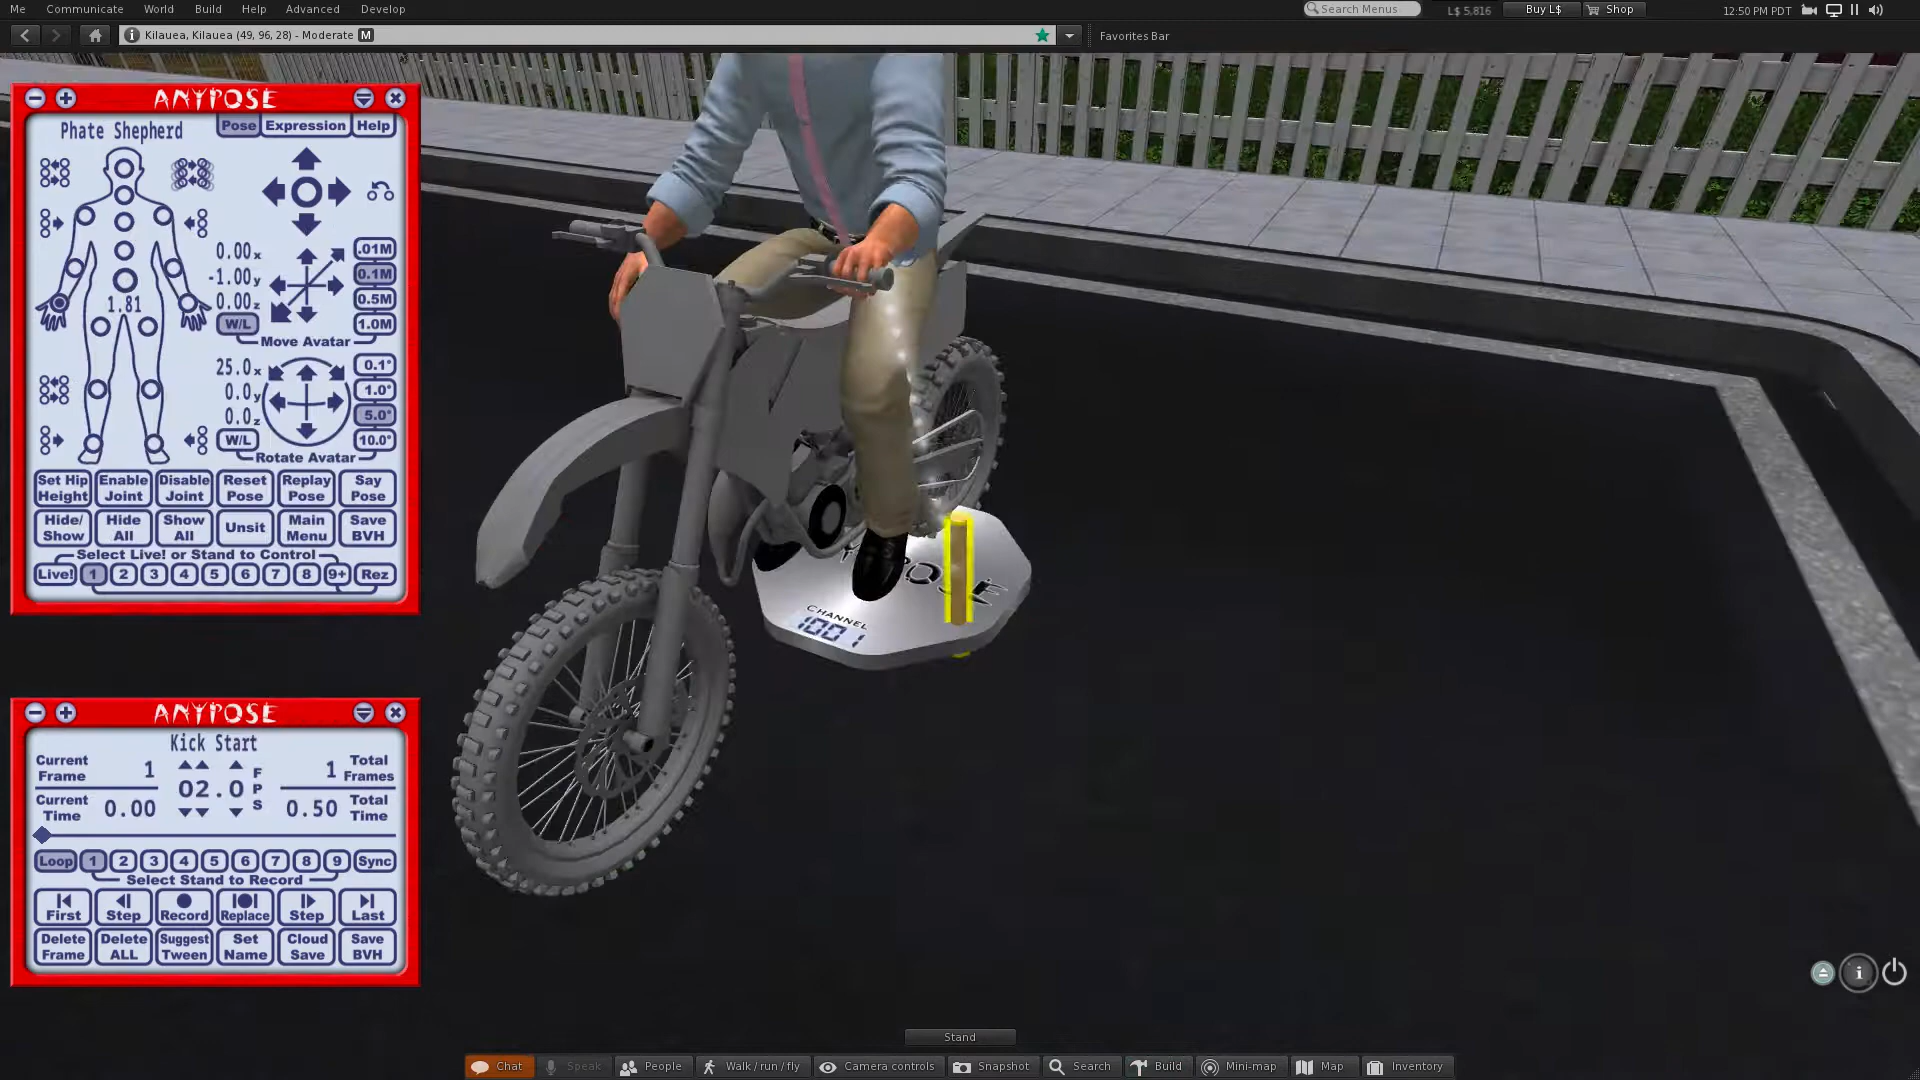 Me Communicate World Build Help Advanced Develop
Search Menus L$ 5,816 Buy L$ Shop 12:50 PM PDT
Kilauea, Kilauea (49, 96, 28) - Moderate M Favorites Bar
ANYPOSE
Phate Shepherd Pose Expression Help
0.00x .01M
-1.00y 0.1M
0.00z 0.5M
1.81
W/L 1.0M
Move Avatar
25.0x 0.1°
0.0y 1.0°
0.0z 5.0°
W/L 10.0°
Rotate Avatar
Set Hip Height Enable Joint Disable Joint Reset Pose Replay Pose Say Pose
Hide/Show Hide All Show All Unsit Main Menu Save BVH
Select Live! or Stand to Control
Live! 1 2 3 4 5 6 7 8 9+ Rez
CHANNEL
1001
ANYPOSE
Kick Start
Current Frame 1 02.0 FPS 1 Total Frames
Current Time 0.00 0.50 Total Time
Loop 1 2 3 4 5 6 7 8 9 Sync
Select Stand to Record
First Step Record Replace Step Last
Delete Frame Delete ALL Suggest Tween Set Name Cloud Save Save BVH
Stand
Chat Speak People Walk / run / fly Camera controls Snapshot Search Build Mini-map Map Inventory